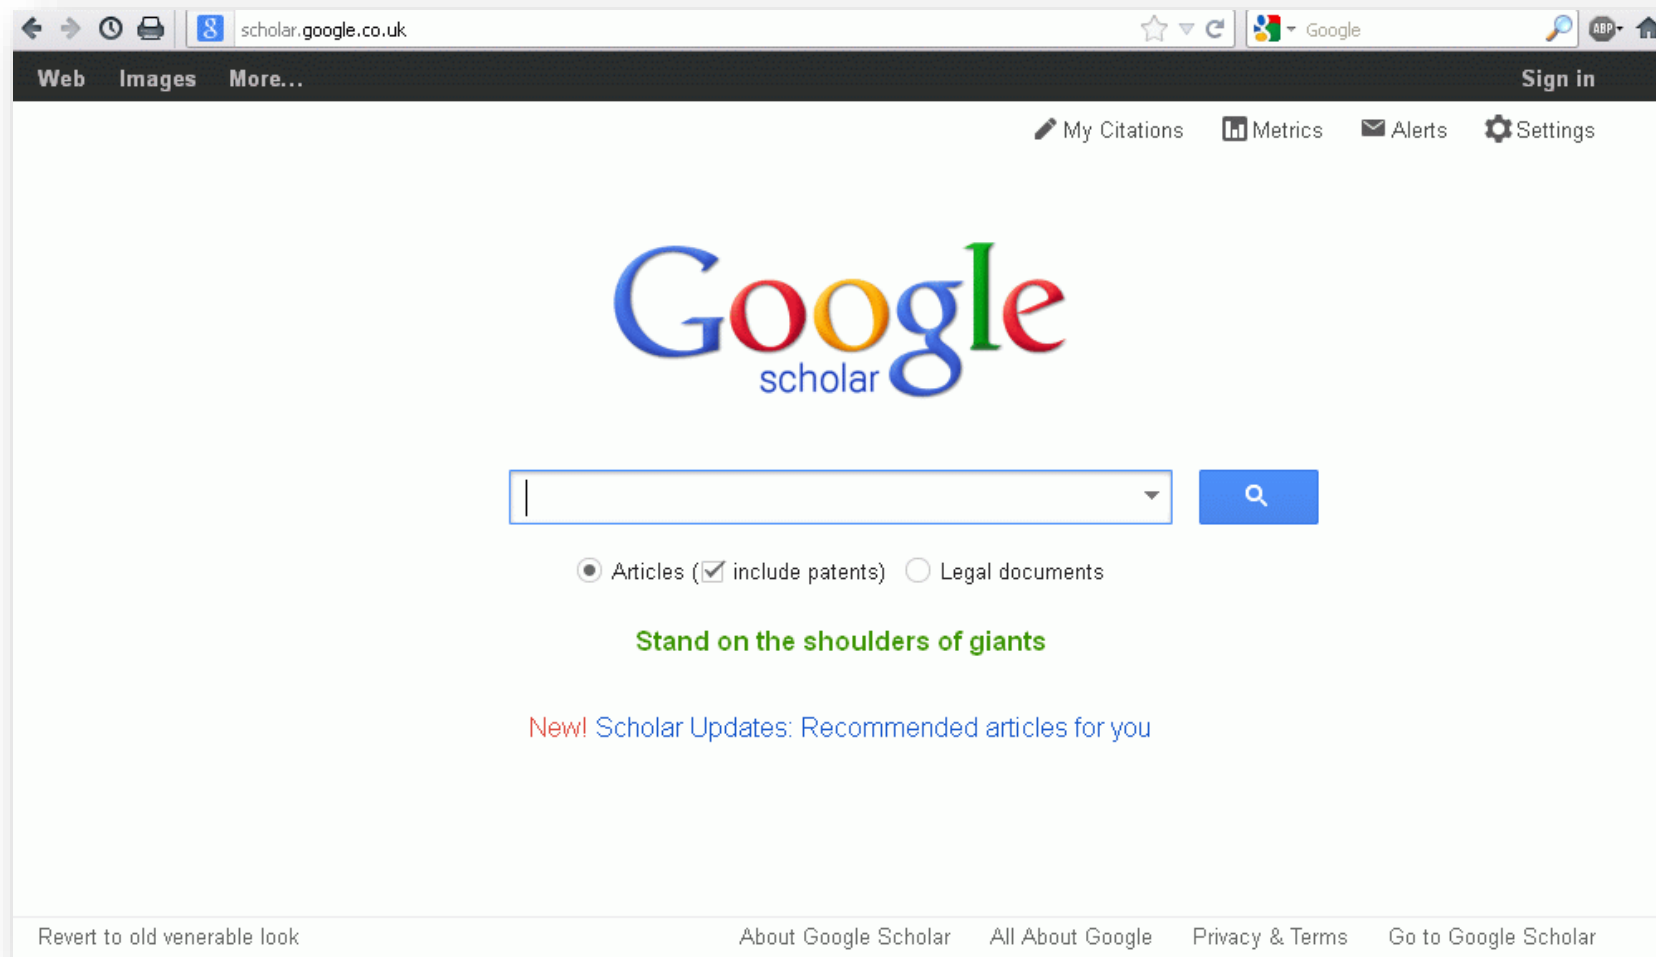 scholar.google.co.uk Google ABP
Web Images More... Sign in
My Citations Metrics Alerts Settings
Google
scholar
Articles (include patents) Legal documents
Stand on the shoulders of giants
New! Scholar Updates: Recommended articles for you
Revert to old venerable look About Google Scholar All About Google Privacy & Terms Go to Google Scholar